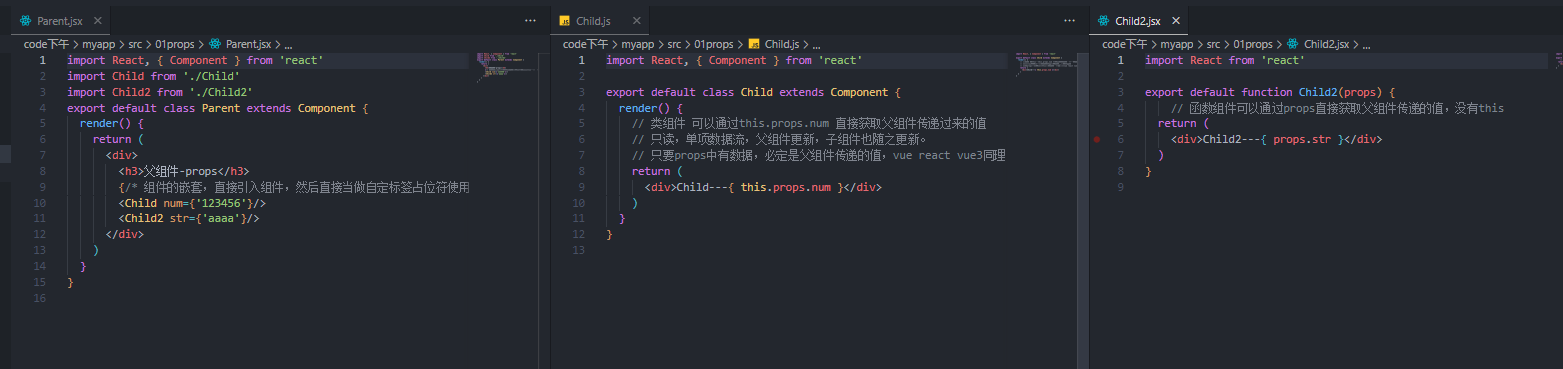 Parent.jsx
code下午 > myapp > src > 01props > Parent.jsx > ...
1 import React, { Component } from 'react'
2 import Child from './Child'
3 import Child2 from './Child2'
4 export default class Parent extends Component {
5 render() {
6 return (
7 <div>
8 <h3>父组件-props</h3>
9 {/* 组件的嵌套，直接引入组件，然后直接当做自定标签占位符使用
10 <Child num={'123456'}/>
11 <Child2 str={'aaaa'}/>
12 </div>
13 )
14 }
15 }
16
Child.js
code下午 > myapp > src > 01props > Child.js > ...
1 import React, { Component } from 'react'
2
3 export default class Child extends Component {
4 render() {
5 // 类组件 可以通过this.props.num 直接获取父组件传递过来的值
6 // 只读，单项数据流，父组件更新，子组件也随之更新。
7 // 只要props中有数据，必定是父组件传递的值，vue react vue3同理
8 return (
9 <div>Child---{ this.props.num }</div>
10 )
11 }
12 }
13
Child2.jsx
code下午 > myapp > src > 01props > Child2.jsx > ...
1 import React from 'react'
2
3 export default function Child2(props) {
4 // 函数组件可以通过props直接获取父组件传递的值，没有this
5 return (
6 <div>Child2---{ props.str }</div>
7 )
8 }
9